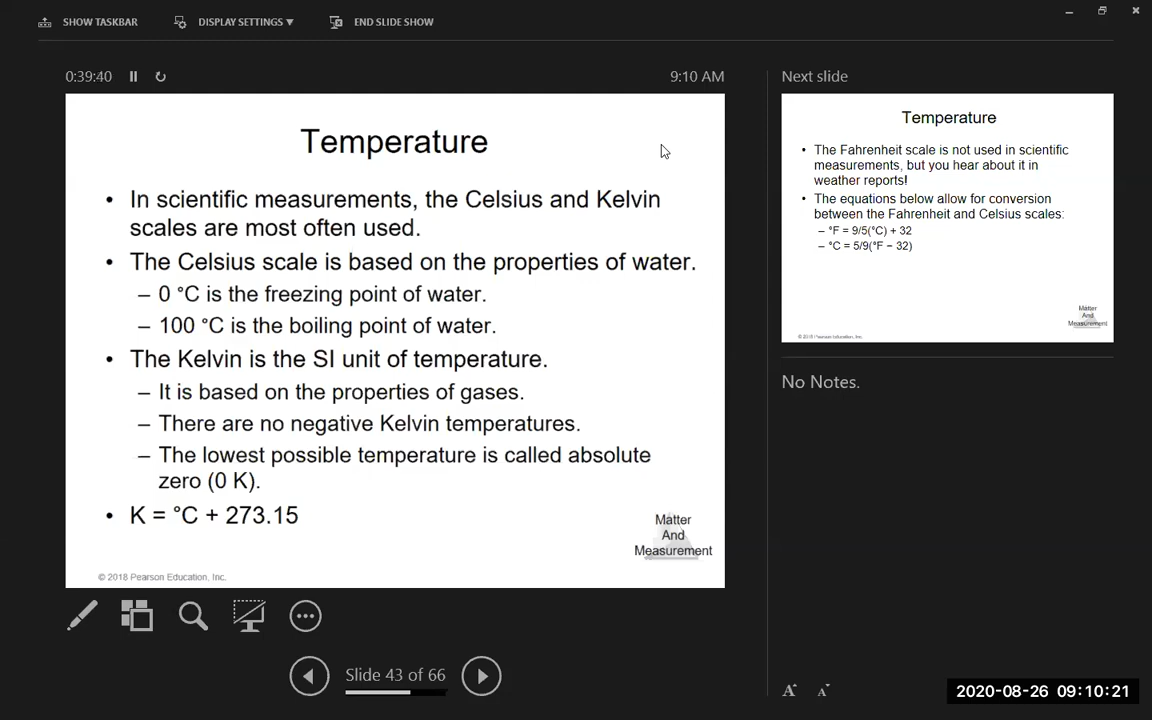 SHOW TASKBAR
DISPLAY SETTINGS ▼
END SLIDE SHOW
0:39:40
9:10 AM
Temperature
• In scientific measurements, the Celsius and Kelvin
scales are most often used.
• The Celsius scale is based on the properties of water.
– 0 °C is the freezing point of water.
– 100 °C is the boiling point of water.
• The Kelvin is the SI unit of temperature.
– It is based on the properties of gases.
– There are no negative Kelvin temperatures.
– The lowest possible temperature is called absolute
zero (0 K).
• K = °C + 273.15
Matter
And
Measurement
© 2018 Pearson Education, Inc.
Slide 43 of 66
Next slide
Temperature
• The Fahrenheit scale is not used in scientific
measurements, but you hear about it in
weather reports!
• The equations below allow for conversion
between the Fahrenheit and Celsius scales:
– °F = 9/5(°C) + 32
– °C = 5/9(°F − 32)
Matter
And
Measurement
© 2018 Pearson Education, Inc.
No Notes.
A A
2020-08-26 09:10:21